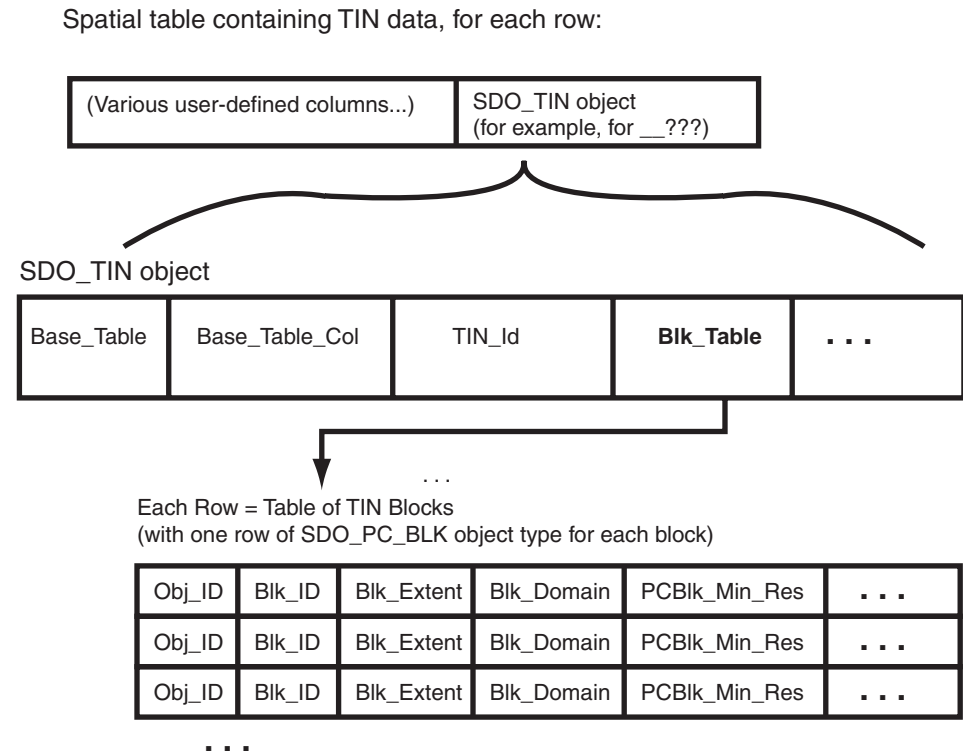 Spatial table containing TIN data, for each row:
(Various user-defined columns...) SDO_TIN object
(for example, for __???)
SDO_TIN object
Base_Table Base_Table_Col TIN_Id Blk_Table . . .
. . .
Each Row = Table of TIN Blocks
(with one row of SDO_PC_BLK object type for each block)
Obj_ID Blk_ID Blk_Extent Blk_Domain PCBlk_Min_Res . . .
Obj_ID Blk_ID Blk_Extent Blk_Domain PCBlk_Min_Res . . .
Obj_ID Blk_ID Blk_Extent Blk_Domain PCBlk_Min_Res . . .
. . .